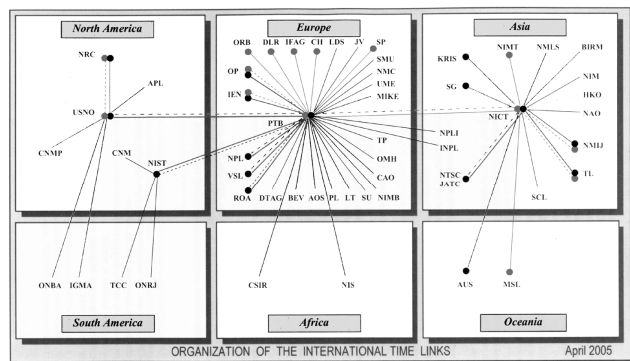 North America
Europe
Asia
NRC
APL
USNO
CNMP
CNM
NIST
ORB DLR IFAG CH LDS JV SP
OP
SMU
NMC
UME
MIKE
IEN
PTB
NPLI
INPL
TP
NPL
OMH
VSL
CAO
ROA DTAG BEV AOS PL LT SU NIMB
KRIS
NIMT
NMLS
BIRM
SG
NIM
HKO
NICT
NAO
NMIJ
NTSC
JATC
TL
SCL
ONBA IGMA TCC ONRJ
CSIR
NIS
AUS
MSL
South America
Africa
Oceania
ORGANIZATION OF THE INTERNATIONAL TIME LINKS
April 2005